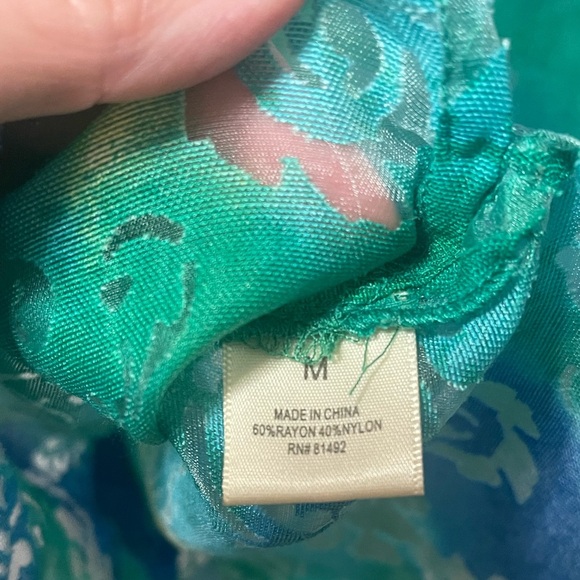 M
MADE IN CHINA
60%RAYON 40%NYLON
RN# 81492